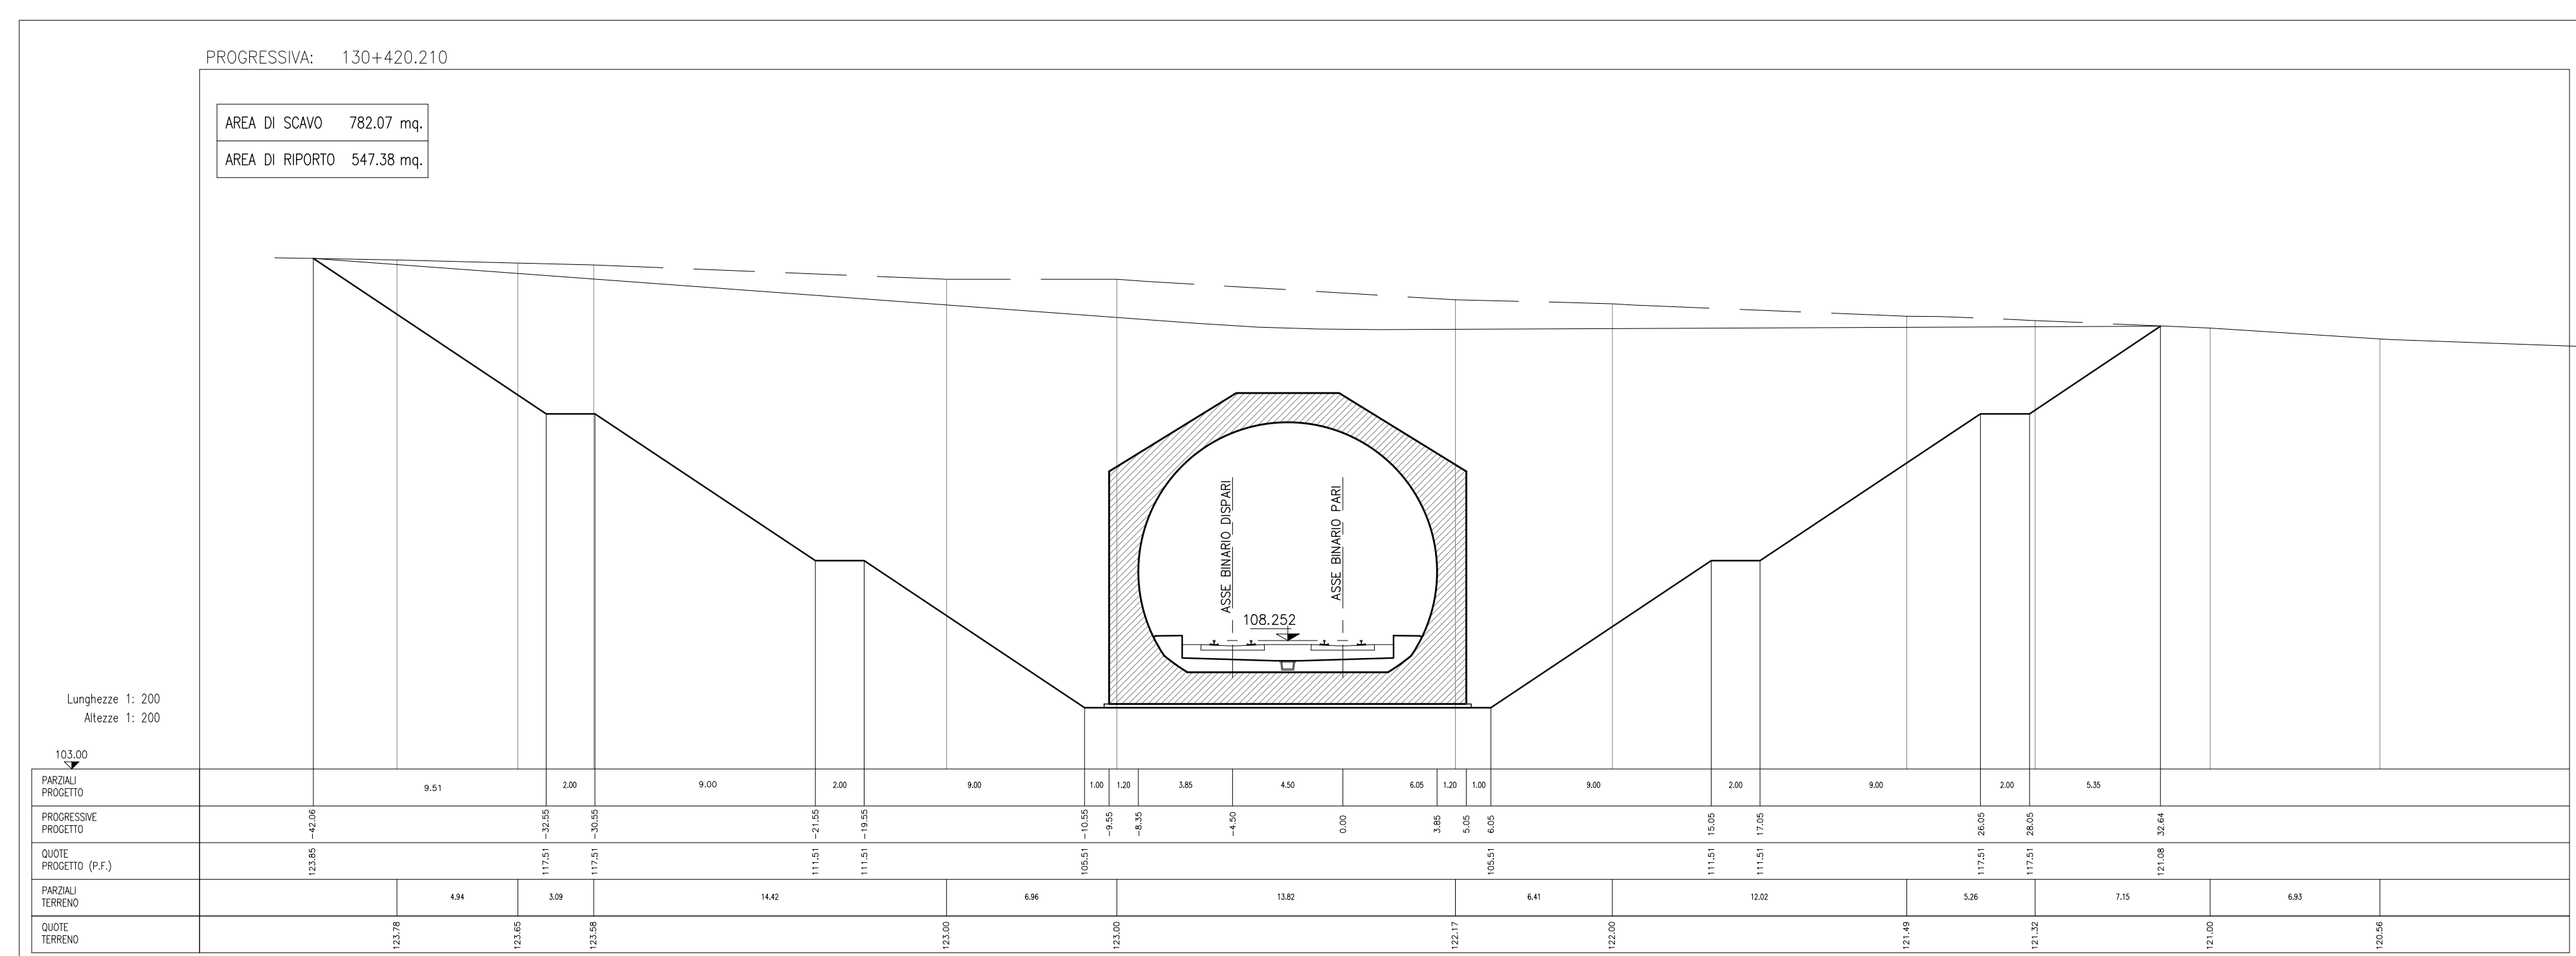 PROGRESSIVA: 130+420.210
AREA DI SCAVO 782.07 mq.
AREA DI RIPORTO 547.38 mq.
ASSE BINARIO DISPARI
ASSE BINARIO PARI
108.252
Lunghezze 1: 200
Altezze 1: 200
103.00
PARZIALI
PROGETTO
9.51 2.00 9.00 2.00 9.00 1.00 1.20 3.85 4.50 6.05 1.20 1.00 9.00 2.00 9.00 2.00 5.35
PROGRESSIVE
PROGETTO
-42.06 -32.55 -30.55 -21.55 -19.55 -10.55 -9.55 -8.35 -4.50 0.00 3.85 5.05 6.05 15.05 17.05 26.05 28.05 32.64
QUOTE
PROGETTO (P.F.)
123.85 117.51 117.51 111.51 111.51 105.51 105.51 111.51 111.51 117.51 117.51 121.08
PARZIALI
TERRENO
4.94 3.09 14.42 6.96 13.82 6.41 12.02 5.26 7.15 6.93
QUOTE
TERRENO
123.78 123.65 123.58 123.00 123.00 122.17 122.00 121.49 121.32 121.00 120.56